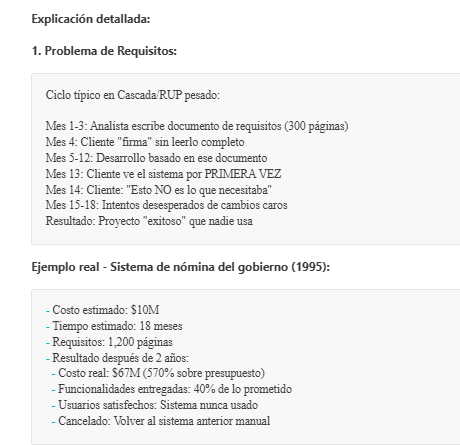 Explicación detallada:
1. Problema de Requisitos:
Ciclo típico en Cascada/RUP pesado:
Mes 1-3: Analista escribe documento de requisitos (300 páginas)
Mes 4: Cliente "firma" sin leerlo completo
Mes 5-12: Desarrollo basado en ese documento
Mes 13: Cliente ve el sistema por PRIMERA VEZ
Mes 14: Cliente: "Esto NO es lo que necesitaba"
Mes 15-18: Intentos desesperados de cambios caros
Resultado: Proyecto "exitoso" que nadie usa
Ejemplo real - Sistema de nómina del gobierno (1995):
- Costo estimado: $10M
- Tiempo estimado: 18 meses
- Requisitos: 1,200 páginas
- Resultado después de 2 años:
- Costo real: $67M (570% sobre presupuesto)
- Funcionalidades entregadas: 40% de lo prometido
- Usuarios satisfechos: Sistema nunca usado
- Cancelado: Volver al sistema anterior manual